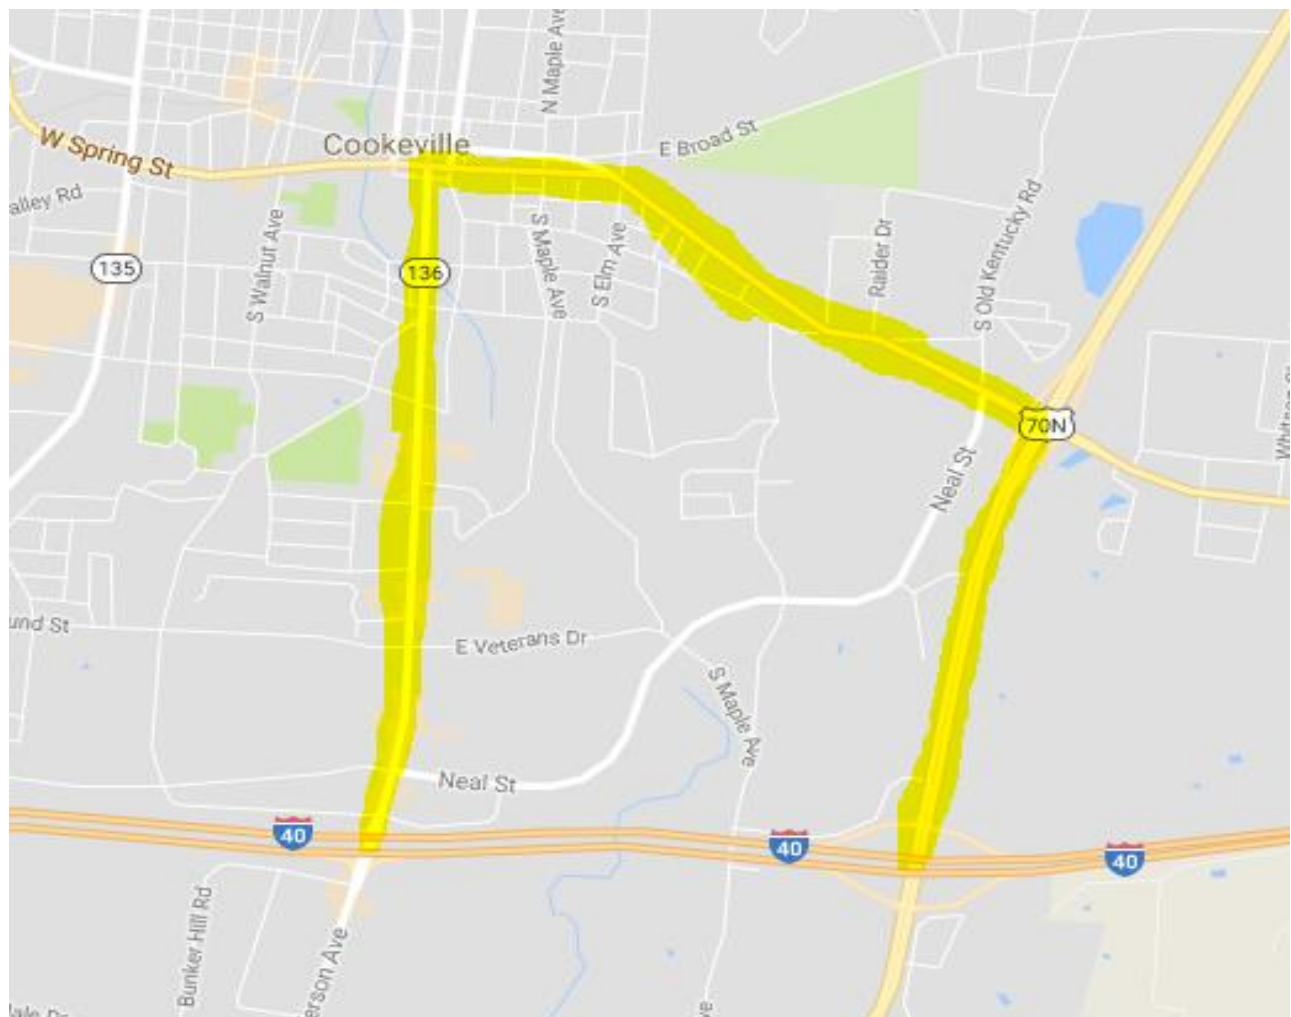 N Maple Ave
Cookeville
E Broad St
W Spring St
alley Rd
135
S Walnut Ave
136
S Maple Ave
S Elm Ave
Raider Dr
S Old Kentucky Rd
70N
Neal St
und St
E Veterans Dr
S Maple Ave
Neal St
40
40
40
Bunker Hill Rd
erson Ave
ve